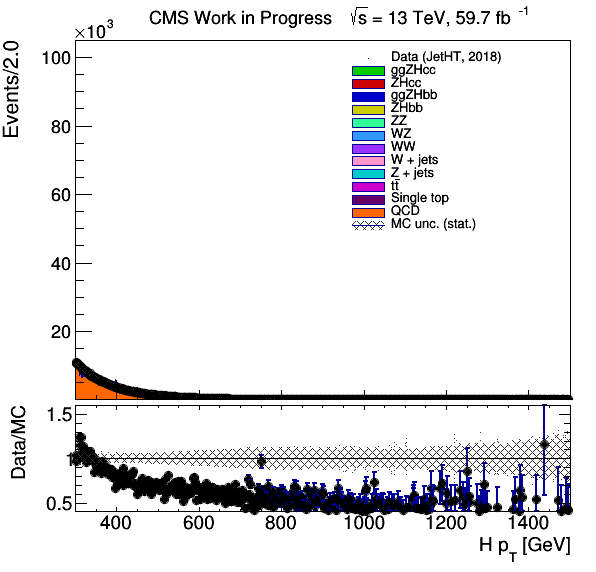 CMS Work in Progress √s = 13 TeV, 59.7 fb⁻¹
×10³
Events/2.0
100
80
60
40
20
Data (JetHT, 2018)
ggZHcc
ZHcc
ggZHbb
ZHbb
ZZ
WZ
WW
W + jets
Z + jets
tt̄
Single top
QCD
MC unc. (stat.)
Data/MC
1.5
1
0.5
400 600 800 1000 1200 1400
H p_T [GeV]